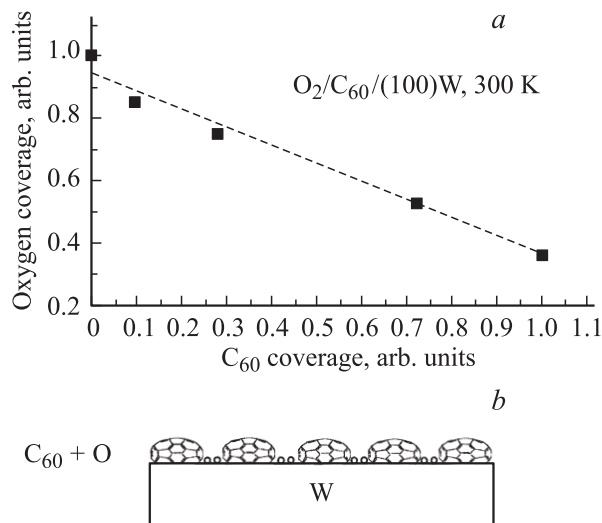 a
1.0
0.8
0.6
0.4
0.2
Oxygen coverage, arb. units
O₂/C₆₀/(100)W, 300 K
0 0.1 0.2 0.3 0.4 0.5 0.6 0.7 0.8 0.9 1.0 1.1
C₆₀ coverage, arb. units
b
C₆₀ + O
W